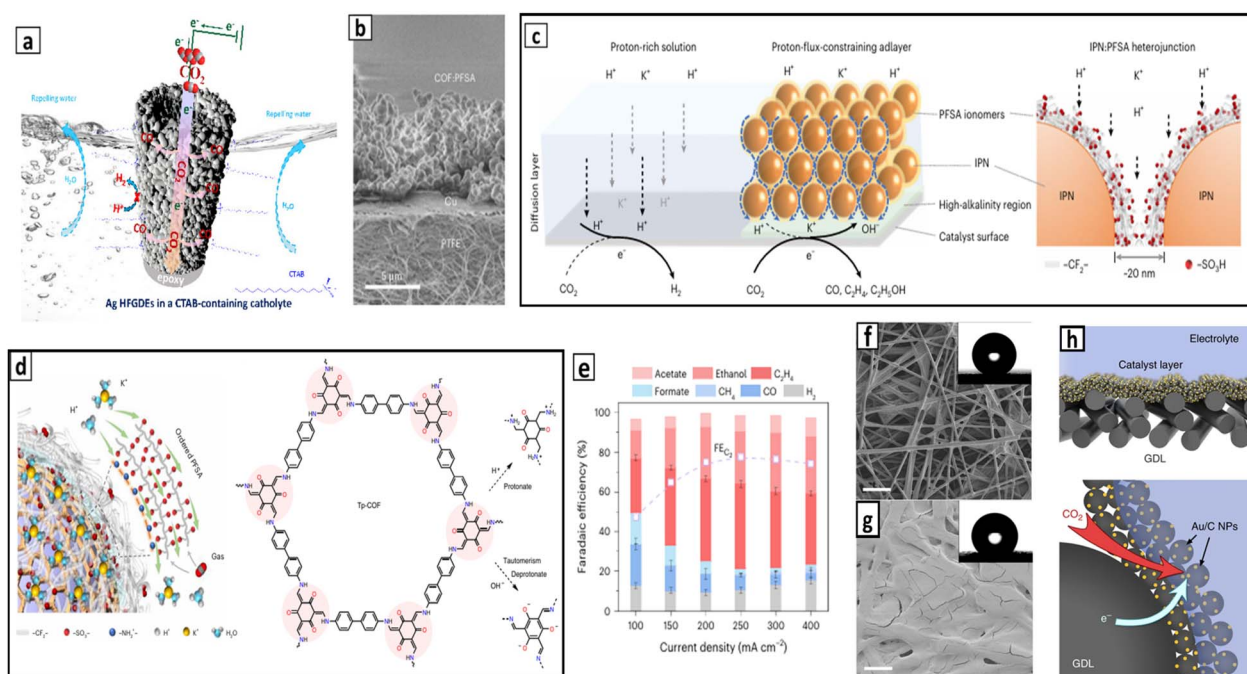 a
e⁻
e⁻
e⁻
CO₂
e⁻
Repelling water
Repelling water
CO
CO
H₂O
H₂O
CO₂
CO
H₂
H⁺
e⁻
CO
CO
CO₂
epoxy
CTAB
Ag HFGDEs in a CTAB-containing catholyte
b
COF:PFSA
Cu
PTFE
5 μm
c
Proton-rich solution
Proton-flux-constraining adlayer
IPN:PFSA heterojunction
H⁺ K⁺ H⁺
H⁺ K⁺ H⁺
H⁺ K⁺ H⁺
H⁺
PFSA ionomers
IPN
High-alkalinity region
Catalyst surface
Diffusion layer
K⁺
H⁺ H⁺
e⁻
CO₂
H₂
H⁺ K⁺ OH⁻
e⁻
CO₂
CO, C₂H₄, C₂H₅OH
IPN
IPN
~20 nm
–CF₂–
–SO₃H
d
K⁺
H⁺
Ordered PFSA
Gas
–CF₂–
–SO₃–
–NH₂⁺–
H⁺
K⁺
H₂O
Tp-COF
H⁺
Protonate
Tautomerism
Deprotonate
OH⁻
e
Acetate Ethanol C₂H₄
Formate CH₄ CO H₂
Faradaic efficiency (%)
100
80
60
40
20
0
FE
100 150 200 250 300 400
Current density (mA cm⁻²)
f
g
h
Electrolyte
Catalyst layer
GDL
CO₂
Au/C NPs
e⁻
GDL